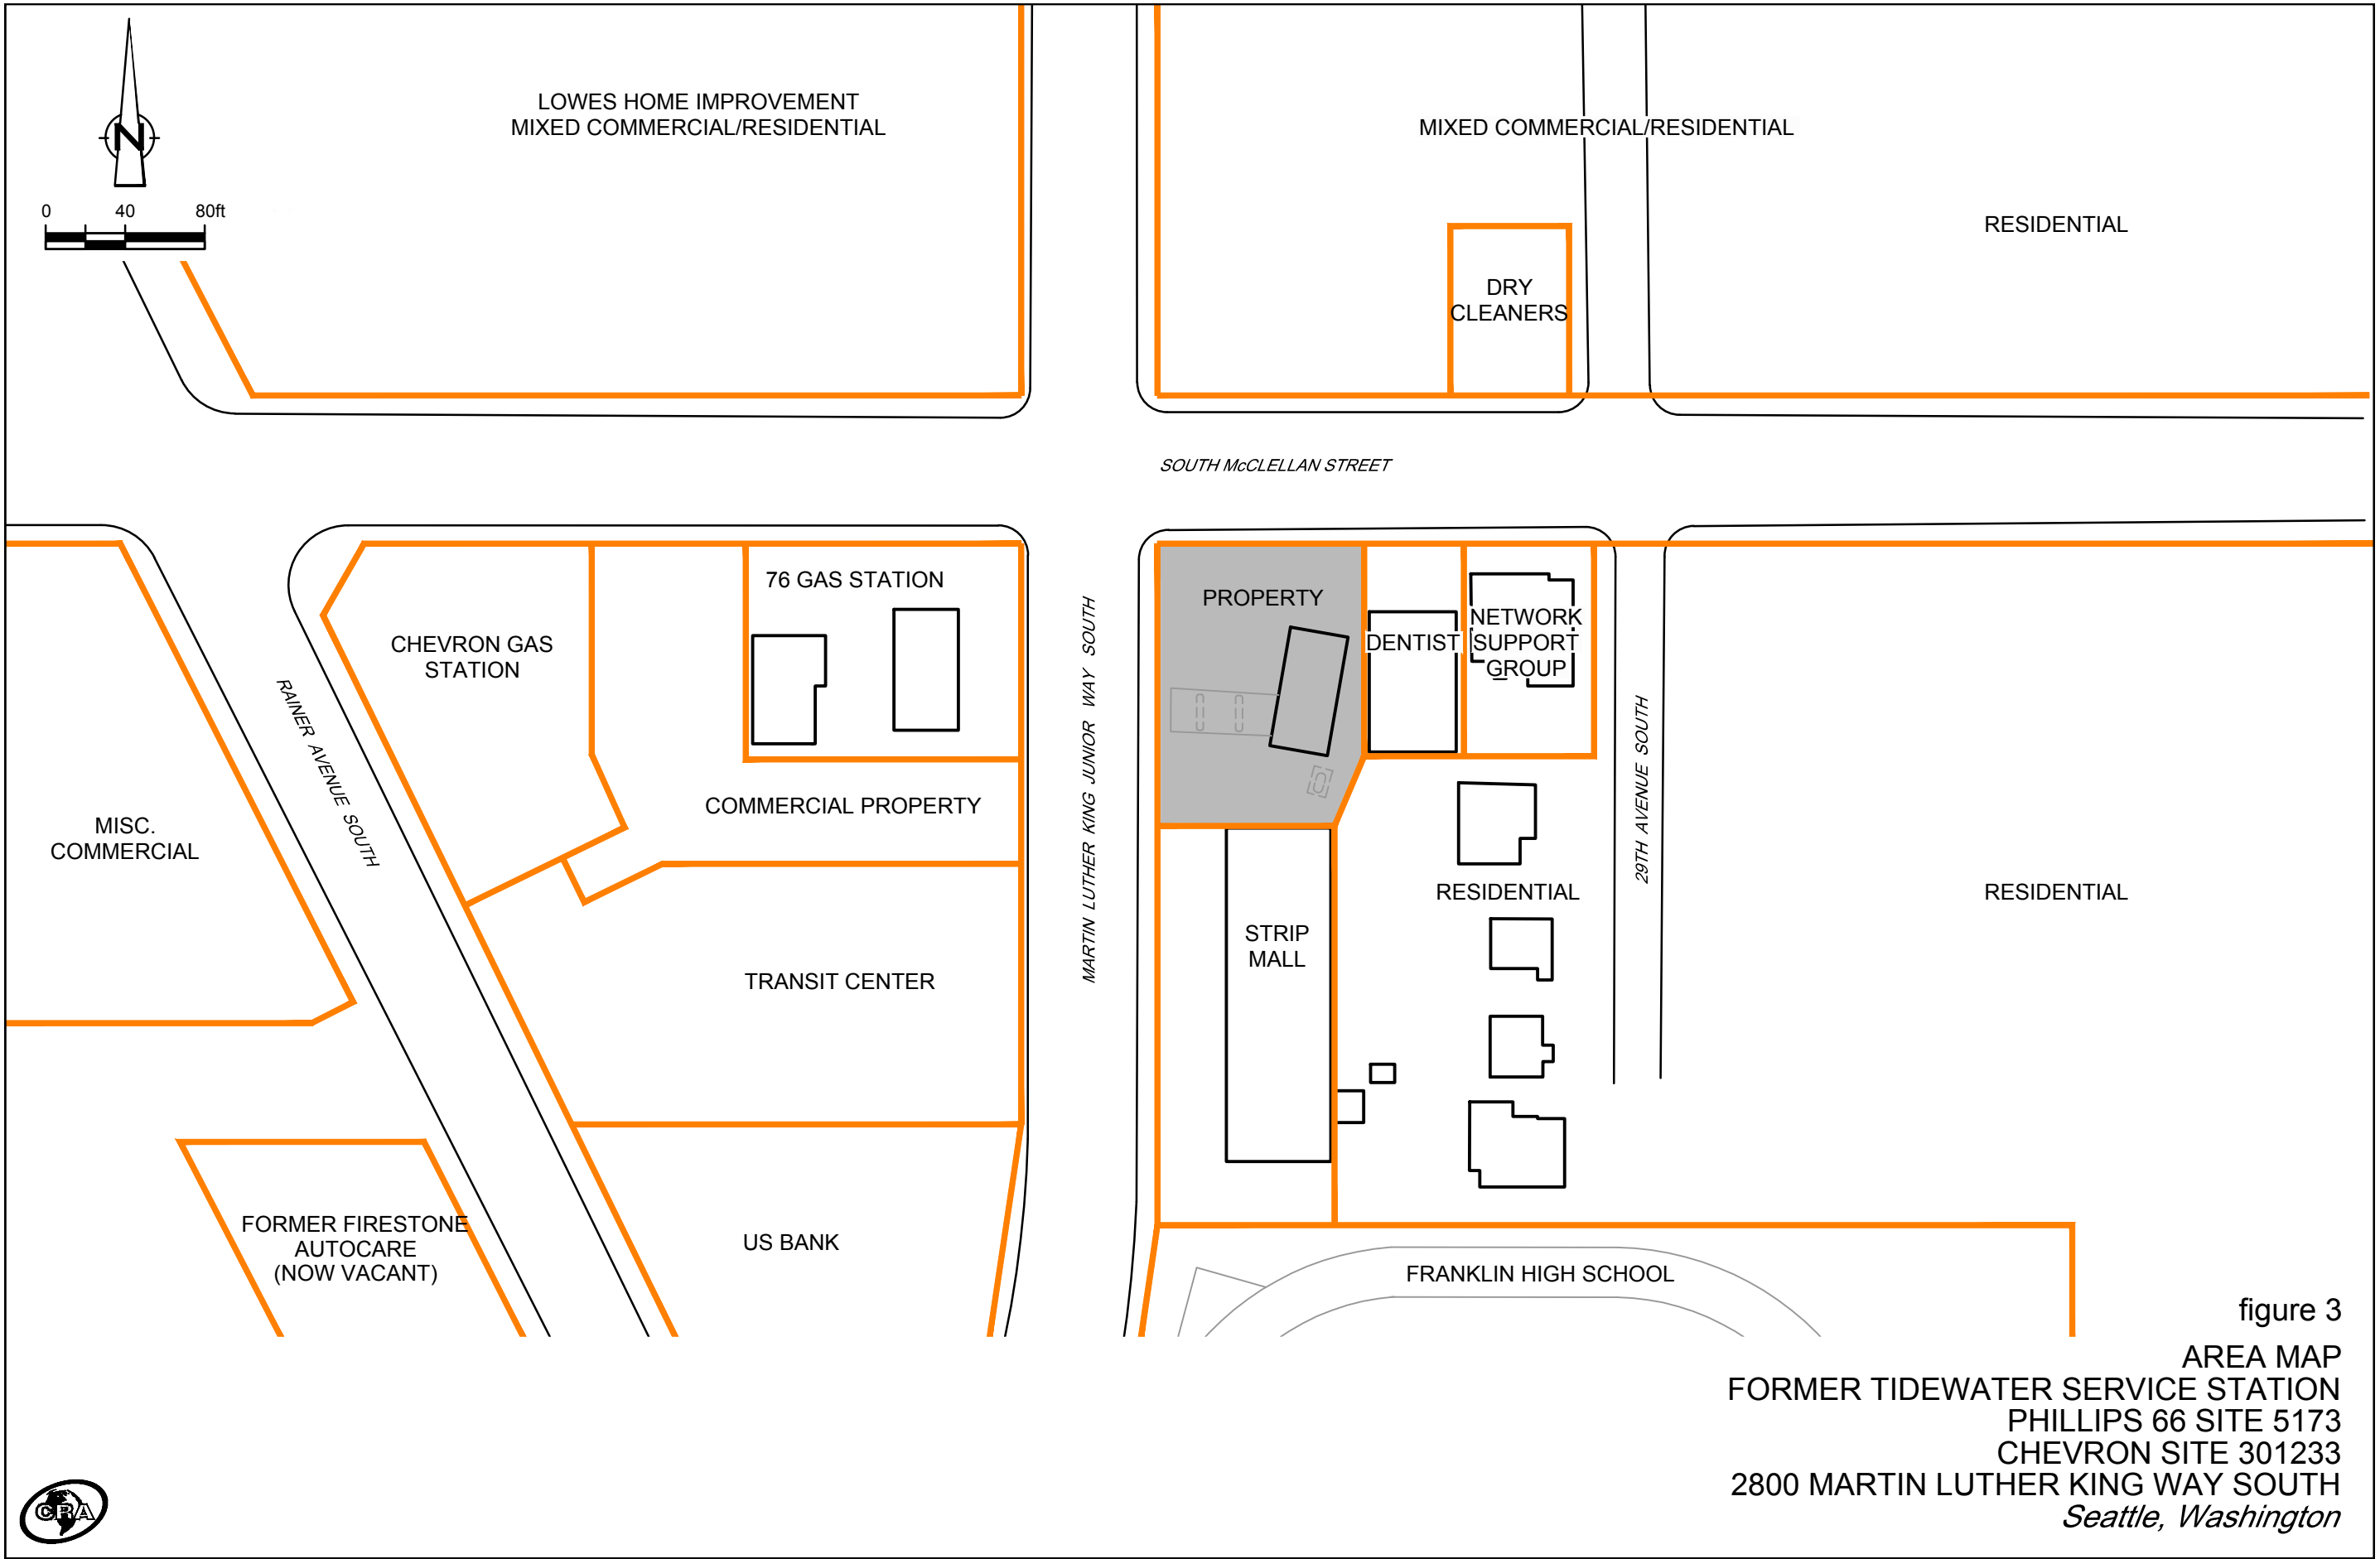 LOWES HOME IMPROVEMENT
MIXED COMMERCIAL/RESIDENTIAL
MIXED COMMERCIAL/RESIDENTIAL
N
0 40 80ft
RESIDENTIAL
DRY
CLEANERS
SOUTH McCLELLAN STREET
76 GAS STATION
PROPERTY
CHEVRON GAS
STATION
DENTIST
NETWORK
SUPPORT
GROUP
RAINER AVENUE SOUTH
MARTIN LUTHER KING JUNIOR WAY SOUTH
29TH AVENUE SOUTH
COMMERCIAL PROPERTY
MISC.
COMMERCIAL
RESIDENTIAL
RESIDENTIAL
STRIP
MALL
TRANSIT CENTER
FORMER FIRESTONE
AUTOCARE
(NOW VACANT)
US BANK
FRANKLIN HIGH SCHOOL
figure 3
AREA MAP
FORMER TIDEWATER SERVICE STATION
PHILLIPS 66 SITE 5173
CHEVRON SITE 301233
2800 MARTIN LUTHER KING WAY SOUTH
Seattle, Washington
CRA